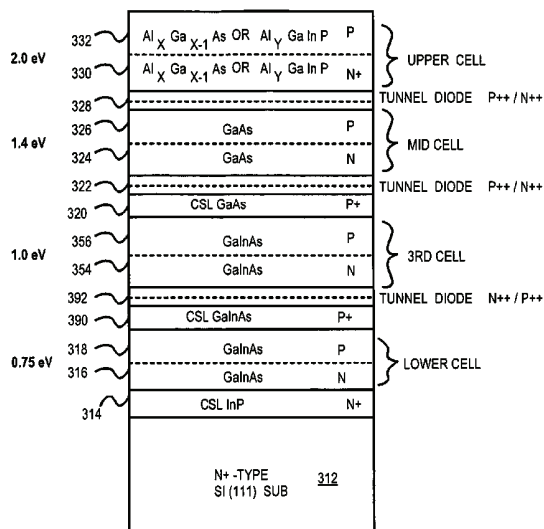 332 Al X Ga X-1 As OR Al Y Ga In P P
2.0 eV
330 Al X Ga X-1 As OR Al Y Ga In P N+
UPPER CELL
328 TUNNEL DIODE P++ / N++
326 GaAs P
1.4 eV MID CELL
324 GaAs N
322 TUNNEL DIODE P++ / N++
320 CSL GaAs P+
356 GaInAs P
1.0 eV 3RD CELL
354 GaInAs N
392 TUNNEL DIODE N++ / P++
390 CSL GaInAs P+
318 GaInAs P
0.75 eV LOWER CELL
316 GaInAs N
314 CSL InP N+
N+ -TYPE 312
SI (111) SUB